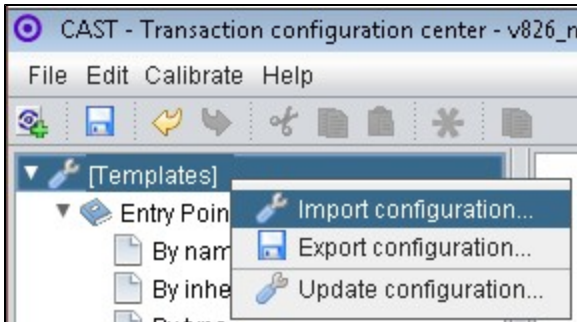 CAST - Transaction configuration center - v826_
File Edit Calibrate Help
[Templates]
Import configuration...
Entry Poin
Export configuration...
By nam
By inhe
Update configuration...